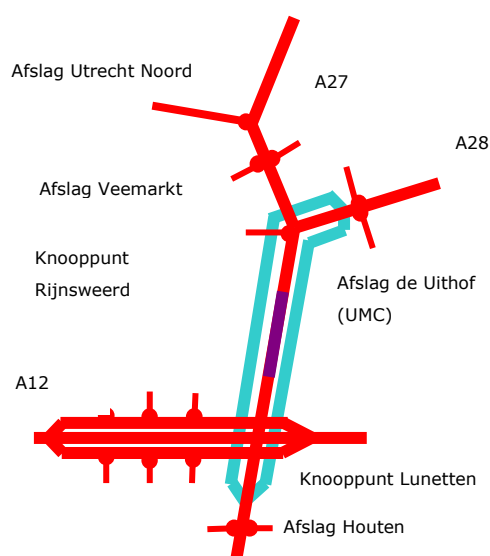 Afslag Utrecht Noord
A27
A28
Afslag Veemarkt
Knooppunt
Rijnsweerd
Afslag de Uithof
(UMC)
A12
Knooppunt Lunetten
Afslag Houten